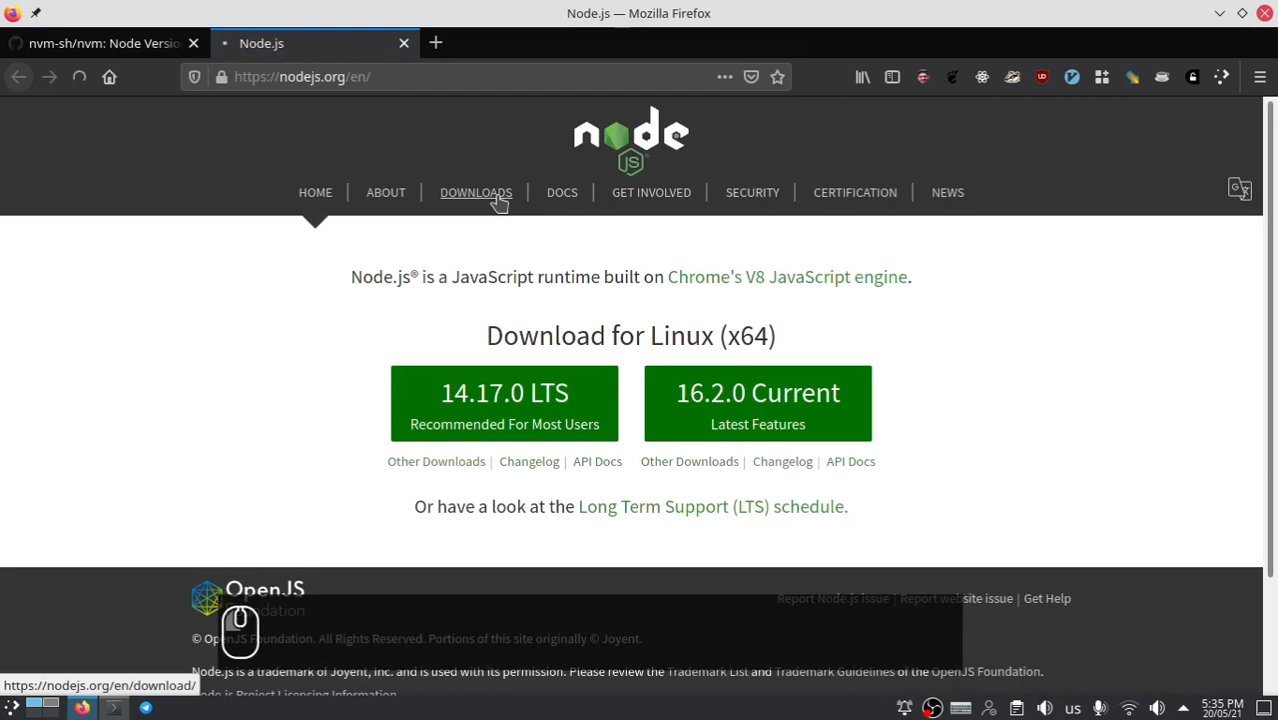 Node.js — Mozilla Firefox
nvm-sh/nvm: Node Versio
Node.js
https://nodejs.org/en/
node
JS
HOME | ABOUT | DOWNLOADS | DOCS | GET INVOLVED | SECURITY | CERTIFICATION | NEWS
Node.js® is a JavaScript runtime built on Chrome's V8 JavaScript engine.
Download for Linux (x64)
14.17.0 LTS
Recommended For Most Users
16.2.0 Current
Latest Features
Other Downloads | Changelog | API Docs
Other Downloads | Changelog | API Docs
Or have a look at the Long Term Support (LTS) schedule.
OpenJS
Foundation
Report Node.js issue | Report website issue | Get Help
© OpenJS Foundation. All Rights Reserved. Portions of this site originally © Joyent.
Node.js is a trademark of Joyent, Inc. and is used with its permission. Please review the Trademark List and Trademark Guidelines of the OpenJS Foundation.
https://nodejs.org/en/download/
Node.js Project Licensing Information.
us
5:35 PM
20/05/21